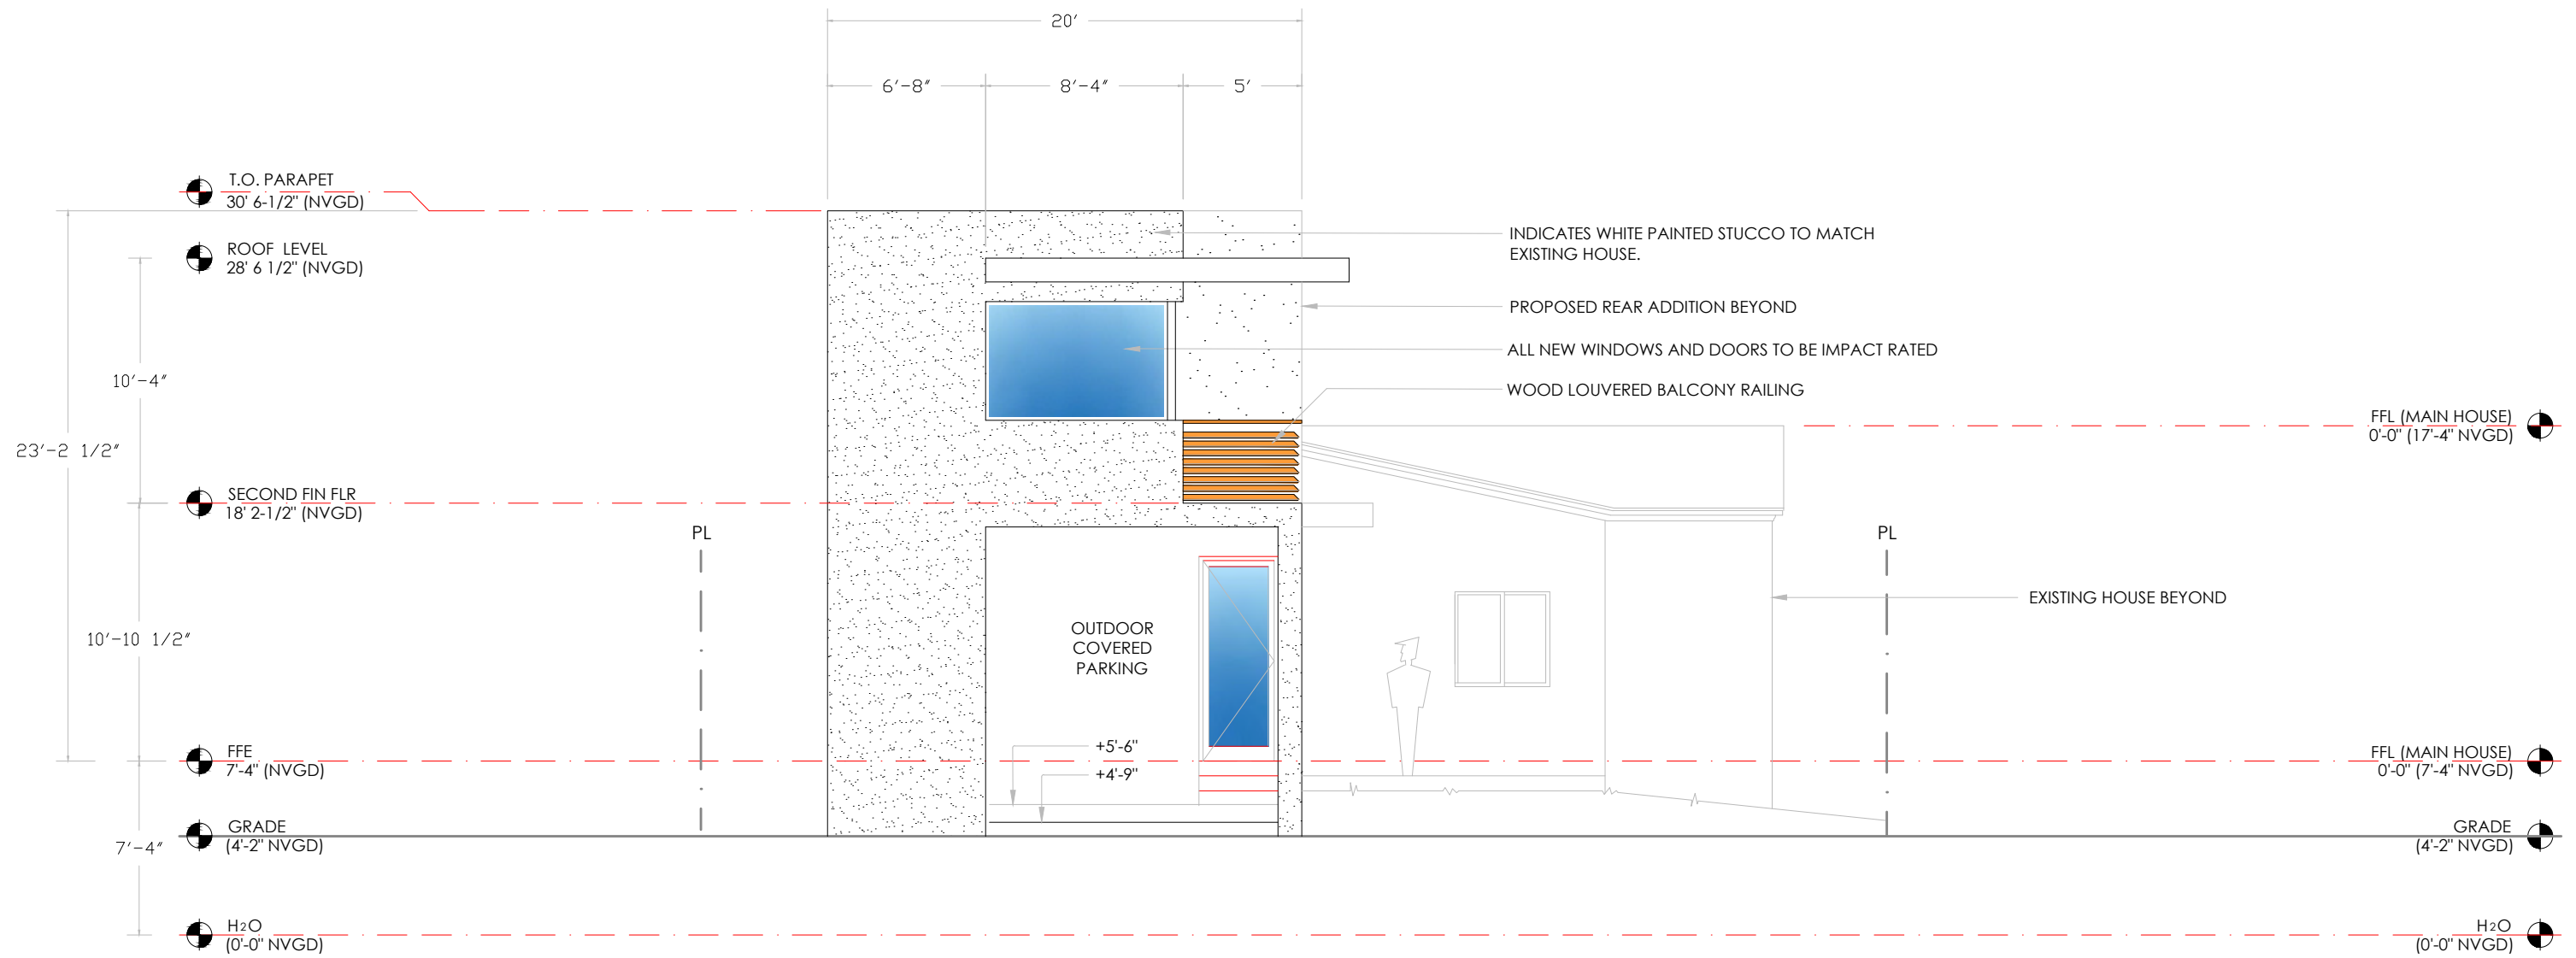 20'
6'-8"
8'-4"
5'
T.O. PARAPET
30' 6-1/2" (NVGD)
ROOF LEVEL
28' 6 1/2" (NVGD)
INDICATES WHITE PAINTED STUCCO TO MATCH
EXISTING HOUSE.
PROPOSED REAR ADDITION BEYOND
ALL NEW WINDOWS AND DOORS TO BE IMPACT RATED
10'-4"
WOOD LOUVERED BALCONY RAILING
FFL (MAIN HOUSE)
0'-0" (17'-4" NVGD)
23'-2 1/2"
SECOND FIN FLR
18' 2-1/2" (NVGD)
PL
PL
EXISTING HOUSE BEYOND
10'-10 1/2"
OUTDOOR
COVERED
PARKING
+5'-6"
+4'-9"
FFE
7'-4" (NVGD)
FFL (MAIN HOUSE)
0'-0" (7'-4" NVGD)
GRADE
(4'-2" NVGD)
GRADE
(4'-2" NVGD)
7'-4"
H2O
(0'-0" NVGD)
H2O
(0'-0" NVGD)